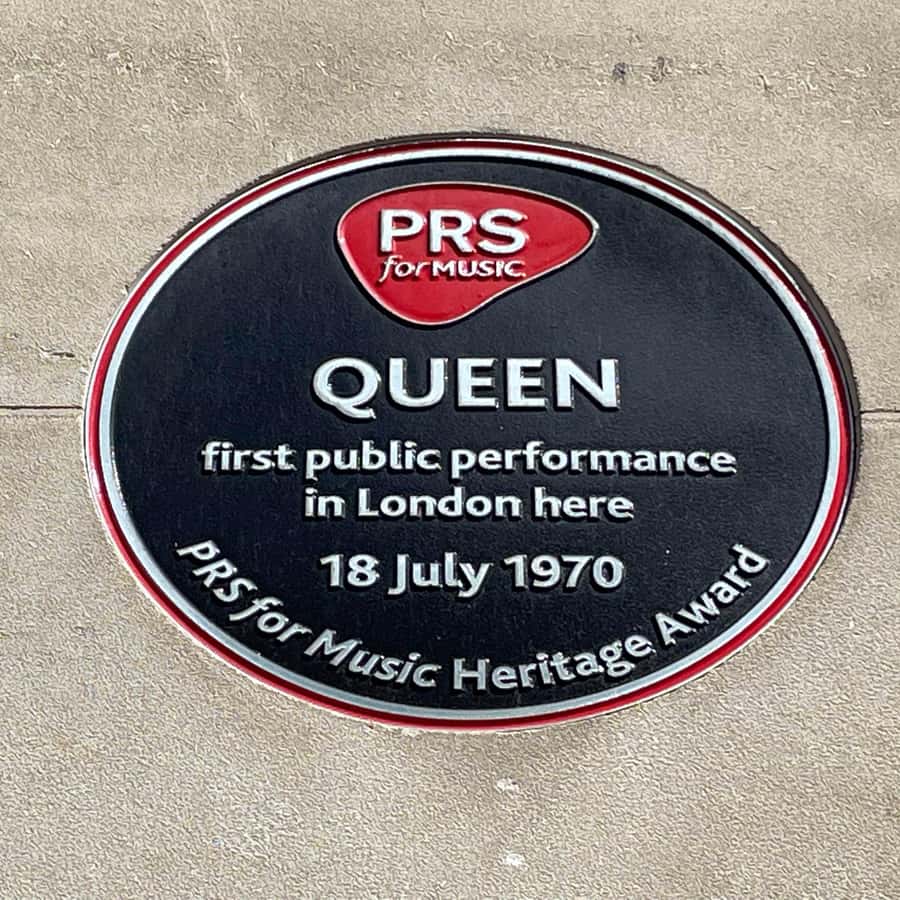 PRS
for MUSIC
QUEEN
first public performance
in London here
18 July 1970
PRS for Music Heritage Award